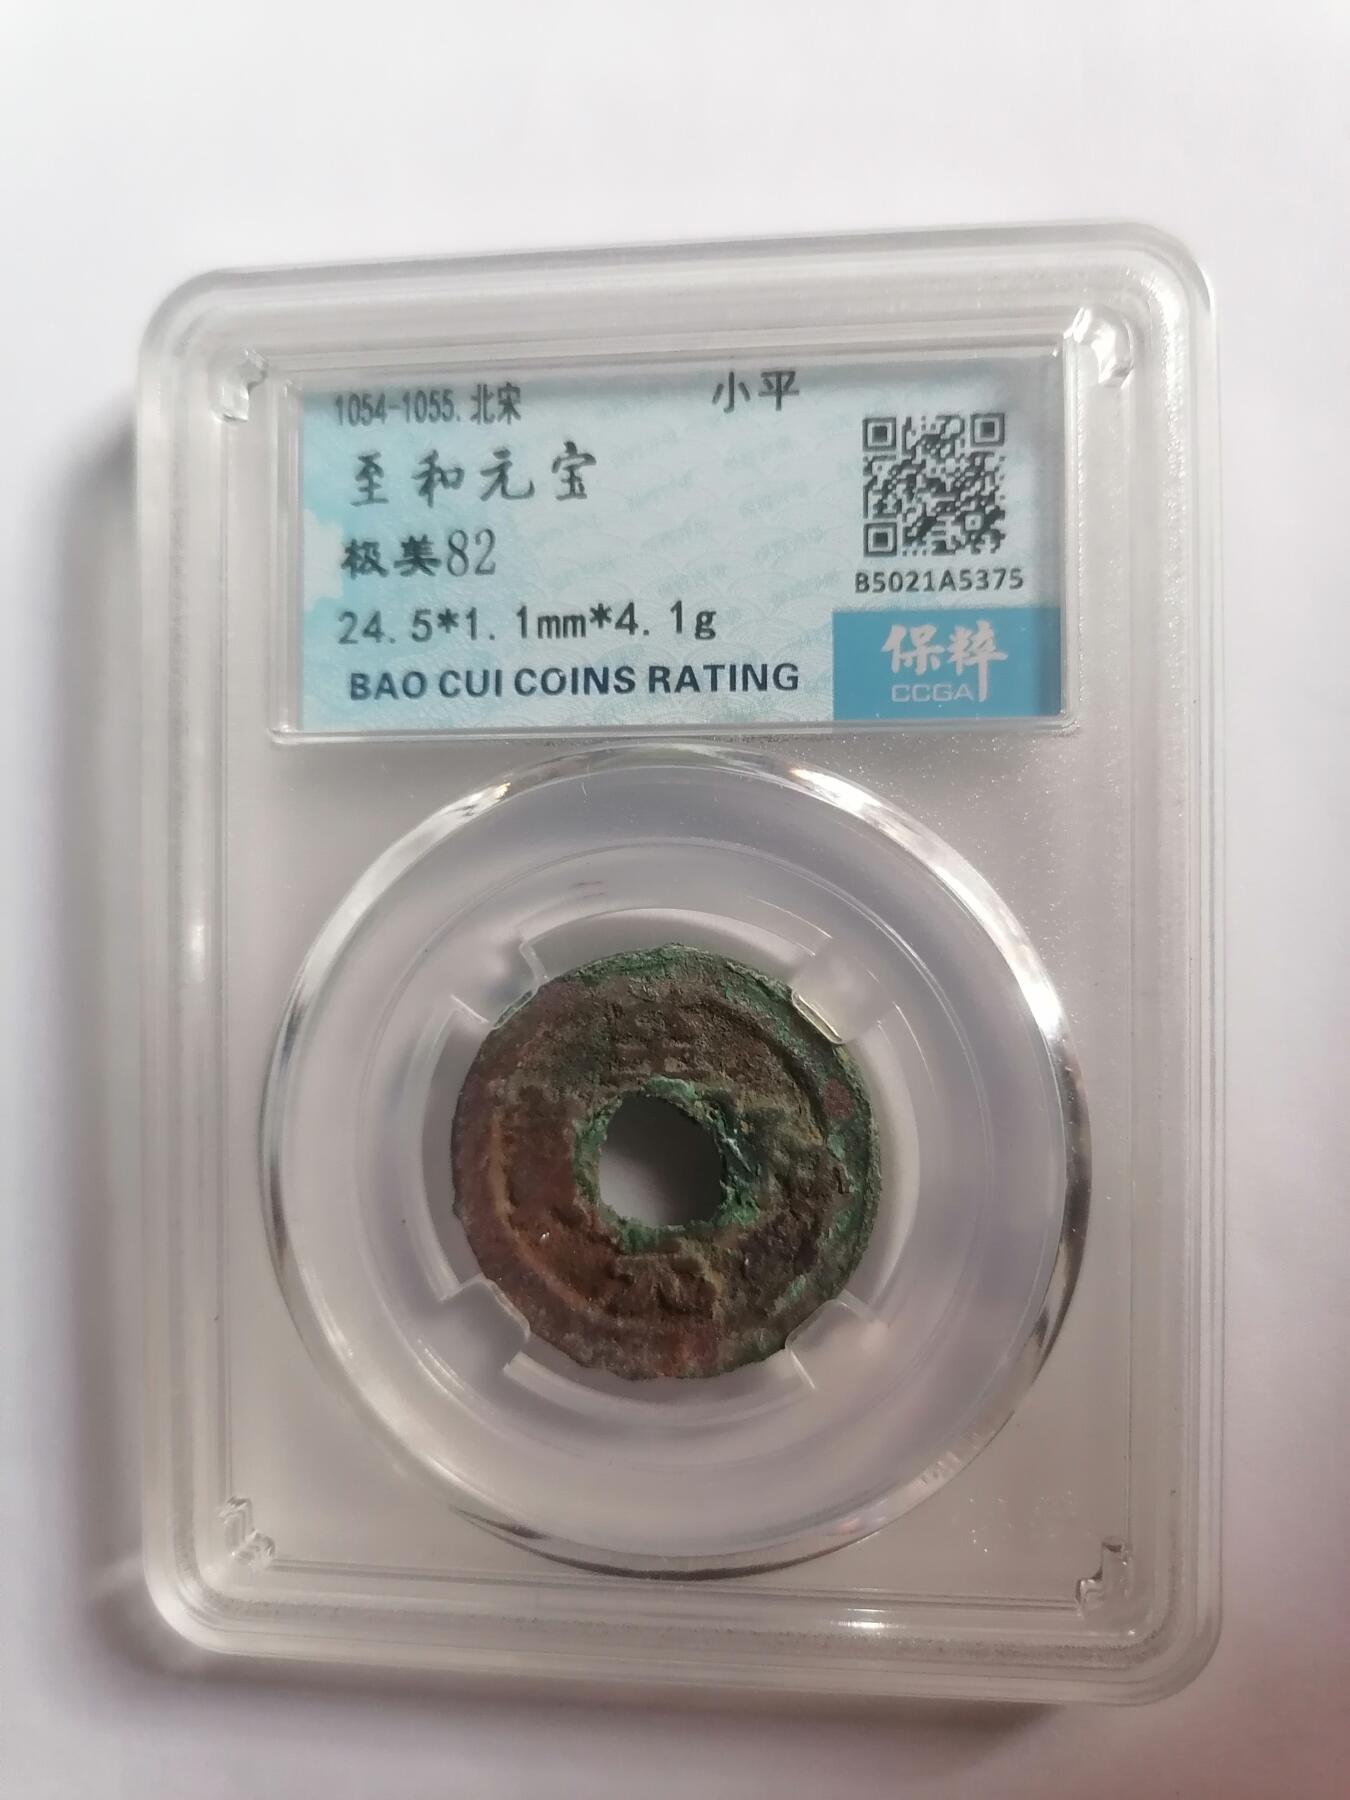 1054-1055.北宋 小平
至和元宝
极美82
24.5*1.1mm*4.1g
BAO CUI COINS RATING
B5021A5375
保粹
CCGA